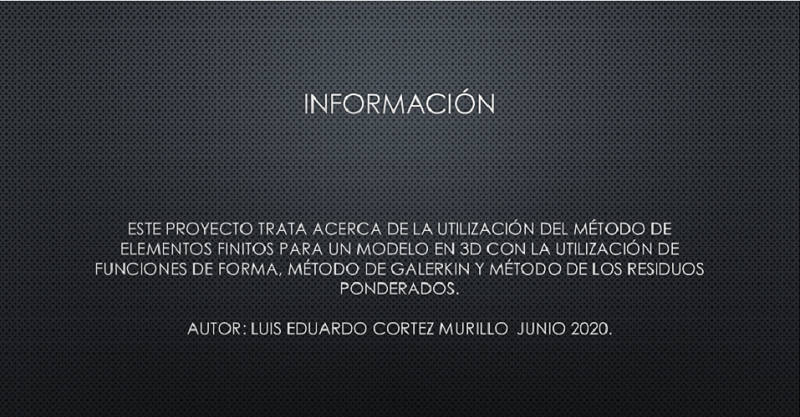 INFORMACIÓN
ESTE PROYECTO TRATA ACERCA DE LA UTILIZACIÓN DEL MÉTODO DE
ELEMENTOS FINITOS PARA UN MODELO EN 3D CON LA UTILIZACIÓN DE
FUNCIONES DE FORMA, MÉTODO DE GALERKIN Y MÉTODO DE LOS RESIDUOS
PONDERADOS.
AUTOR: LUIS EDUARDO CORTEZ MURILLO  JUNIO 2020.